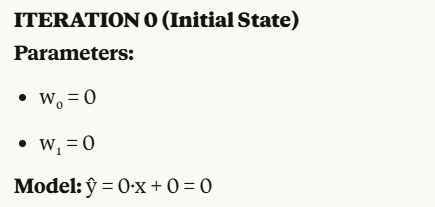 ITERATION 0 (Initial State)
Parameters:
• w₀ = 0
• w₁ = 0
Model: ŷ = 0·x + 0 = 0